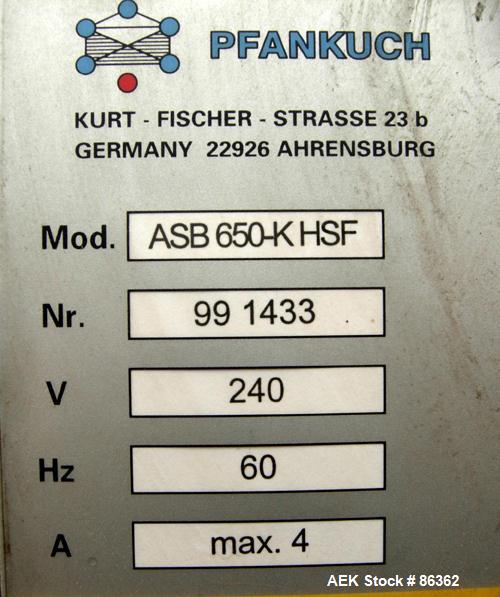 PFANKUCH
KURT - FISCHER - STRASSE 23 b
GERMANY 22926 AHRENSBURG
Mod. ASB 650-K HSF
Nr. 99 1433
V 240
Hz 60
A max. 4
AEK Stock # 86362